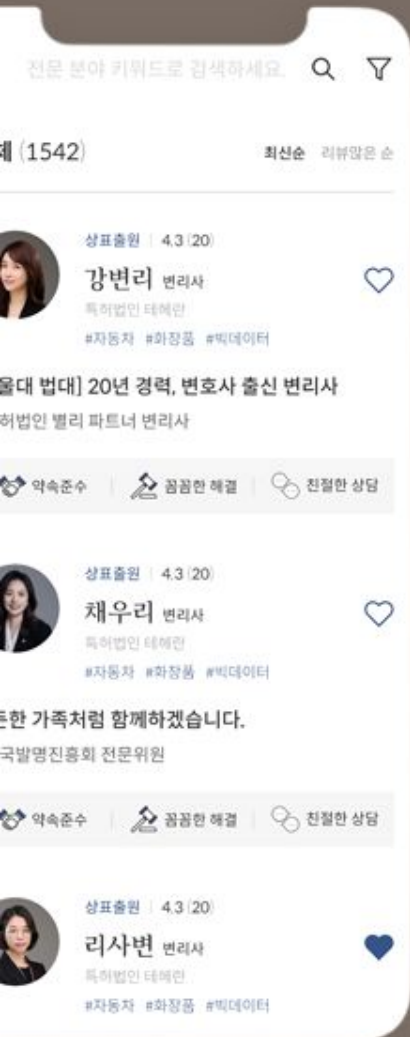 전문 분야 키워드로 검색하세요.
체 (1542) 최신순 리뷰많은 순
상표출원 | 4.3 (20)
강변리 변리사
특허법인 테헤란
#자동차 #화장품 #빅데이터
울대 법대] 20년 경력, 변호사 출신 변리사
허법인 별리 파트너 변리사
약속준수 | 꼼꼼한 해결 | 친절한 상담
상표출원 | 4.3 (20)
채우리 변리사
특허법인 테헤란
#자동차 #화장품 #빅데이터
든한 가족처럼 함께하겠습니다.
국발명진흥회 전문위원
약속준수 | 꼼꼼한 해결 | 친절한 상담
상표출원 | 4.3 (20)
리사변 변리사
특허법인 테헤란
#자동차 #화장품 #빅데이터